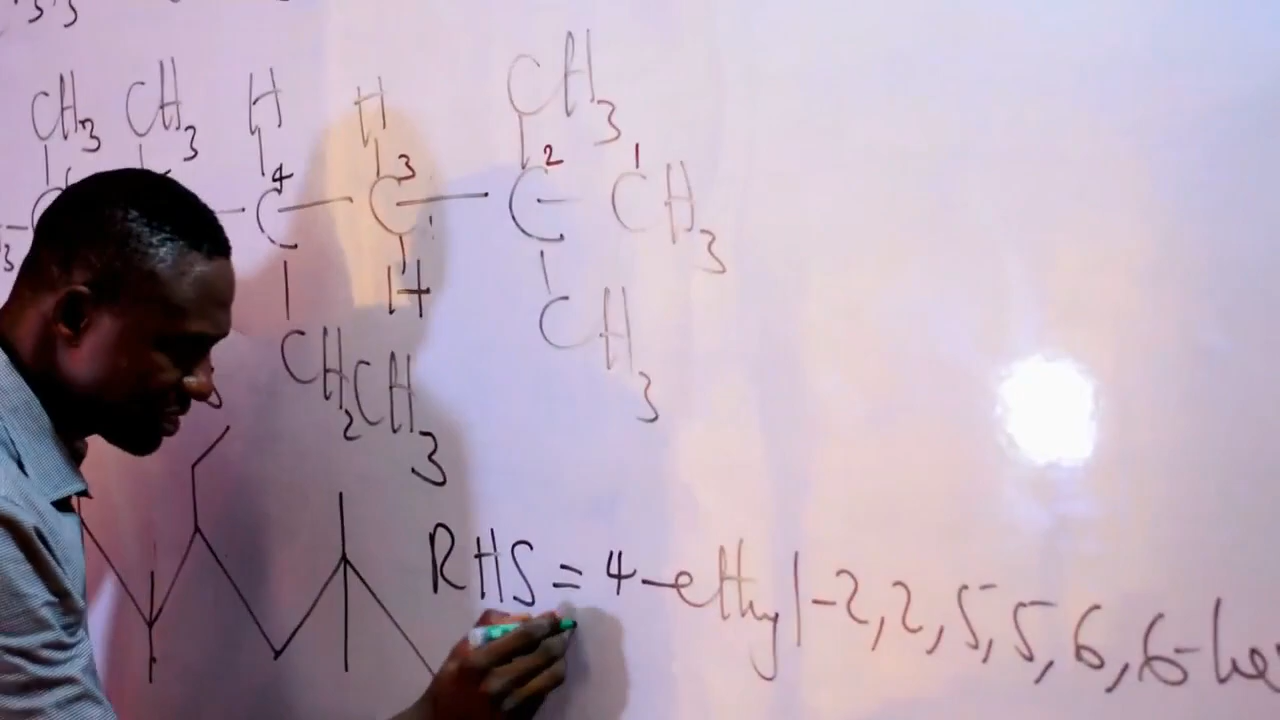 CH3 CH3 H H CH3
C 4 C 3 C 2 C 1 CH3
H CH3
CH2CH3
RHS = 4-ethyl-2,2,5,5,6,6-he